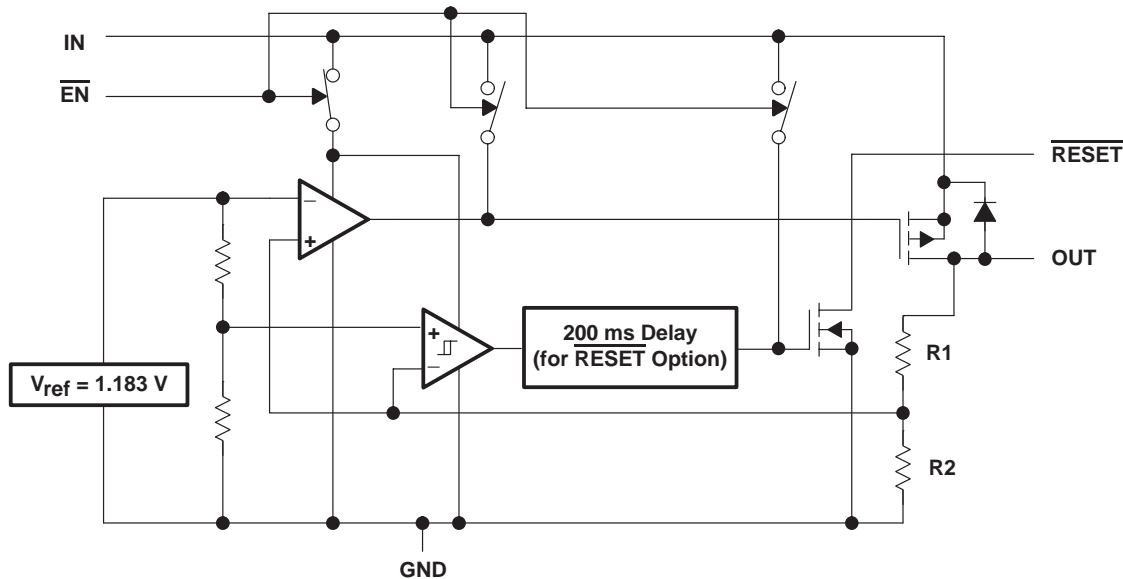 IN
EN
RESET
OUT
−
+
+
−
200 ms Delay
(for RESET Option)
R1
Vref = 1.183 V
R2
GND